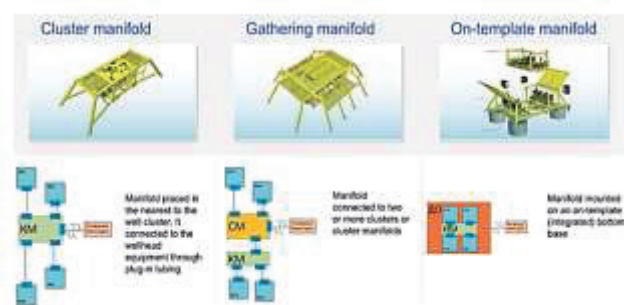 Cluster manifold
Gathering manifold
On-template manifold
KM
Manifold placed in
the nearest to the
well cluster. It
connected to the
wellhead
equipment through
plug-in tubing
CM
KM
Manifold
connected to two
or more clusters or
cluster manifolds
Manifold mounted
on an on-template
(integrated) bottom
base